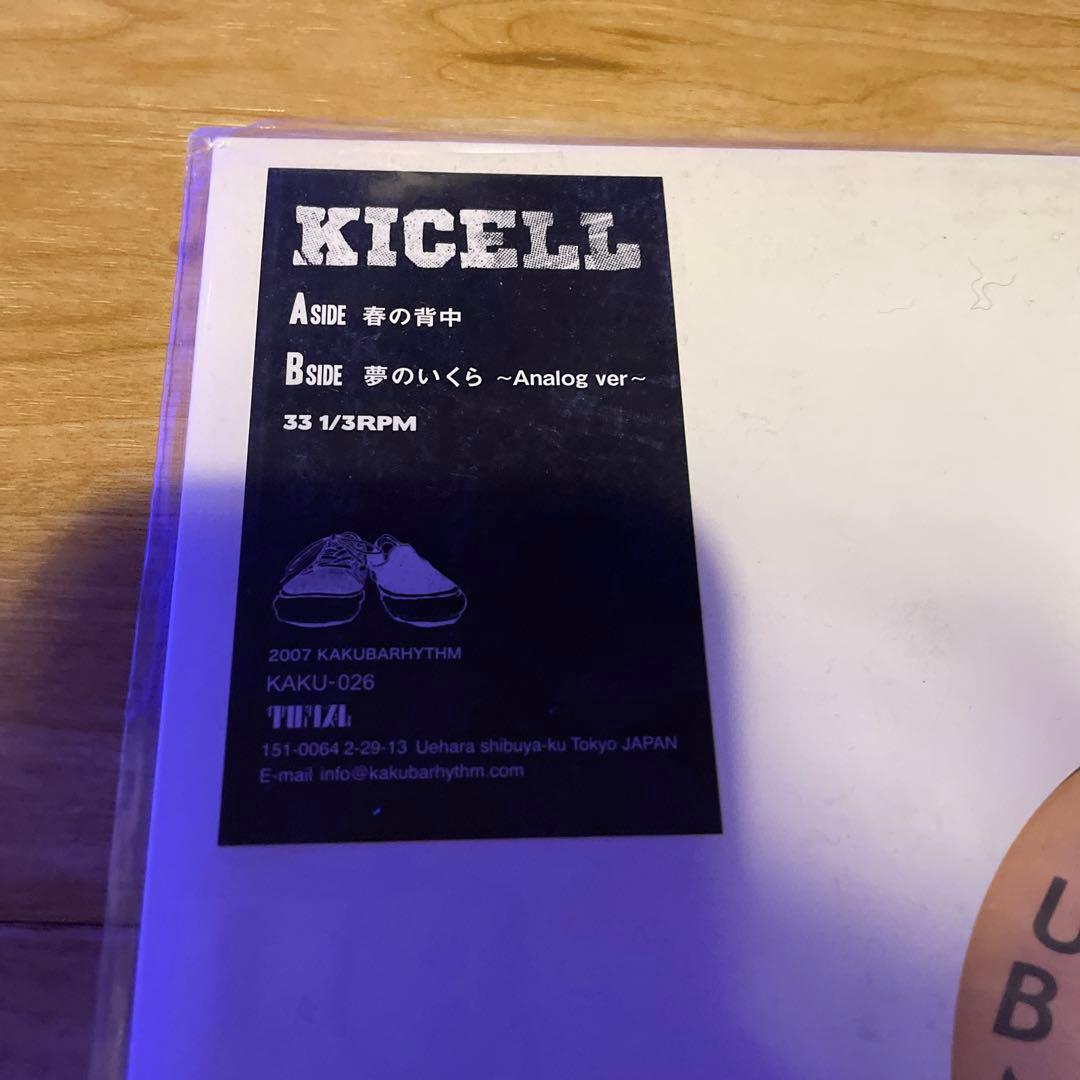 KICELL
A SIDE 春の背中
B SIDE 夢のいくら ~Analog ver~
33 1/3RPM
2007 KAKUBARHYTHM
KAKU-026
151-0064 2-29-13 Uehara shibuya-ku Tokyo JAPAN
E-mail info@kakubarhythm.com
U
B